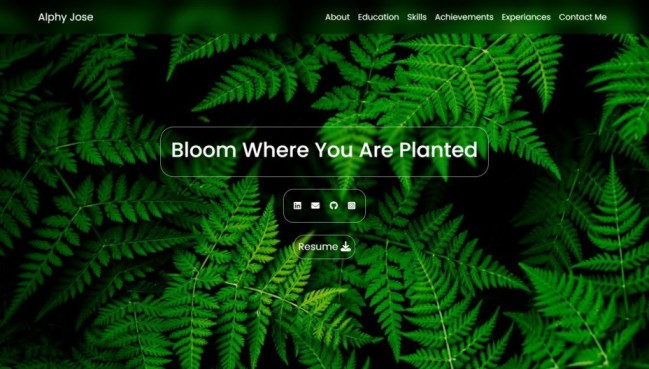 Alphy Jose
About Education Skills Achievements Experiances Contact Me
Bloom Where You Are Planted
Resume